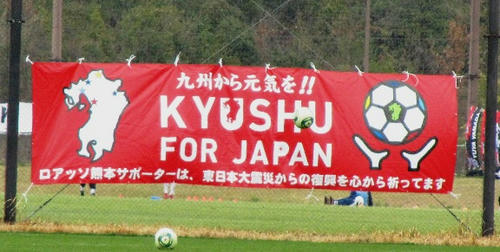 九州から元気を!!
KYUSHU
FOR JAPAN
ロアッソ熊本サポーターは、東日本大震災からの復興を心から祈ってます